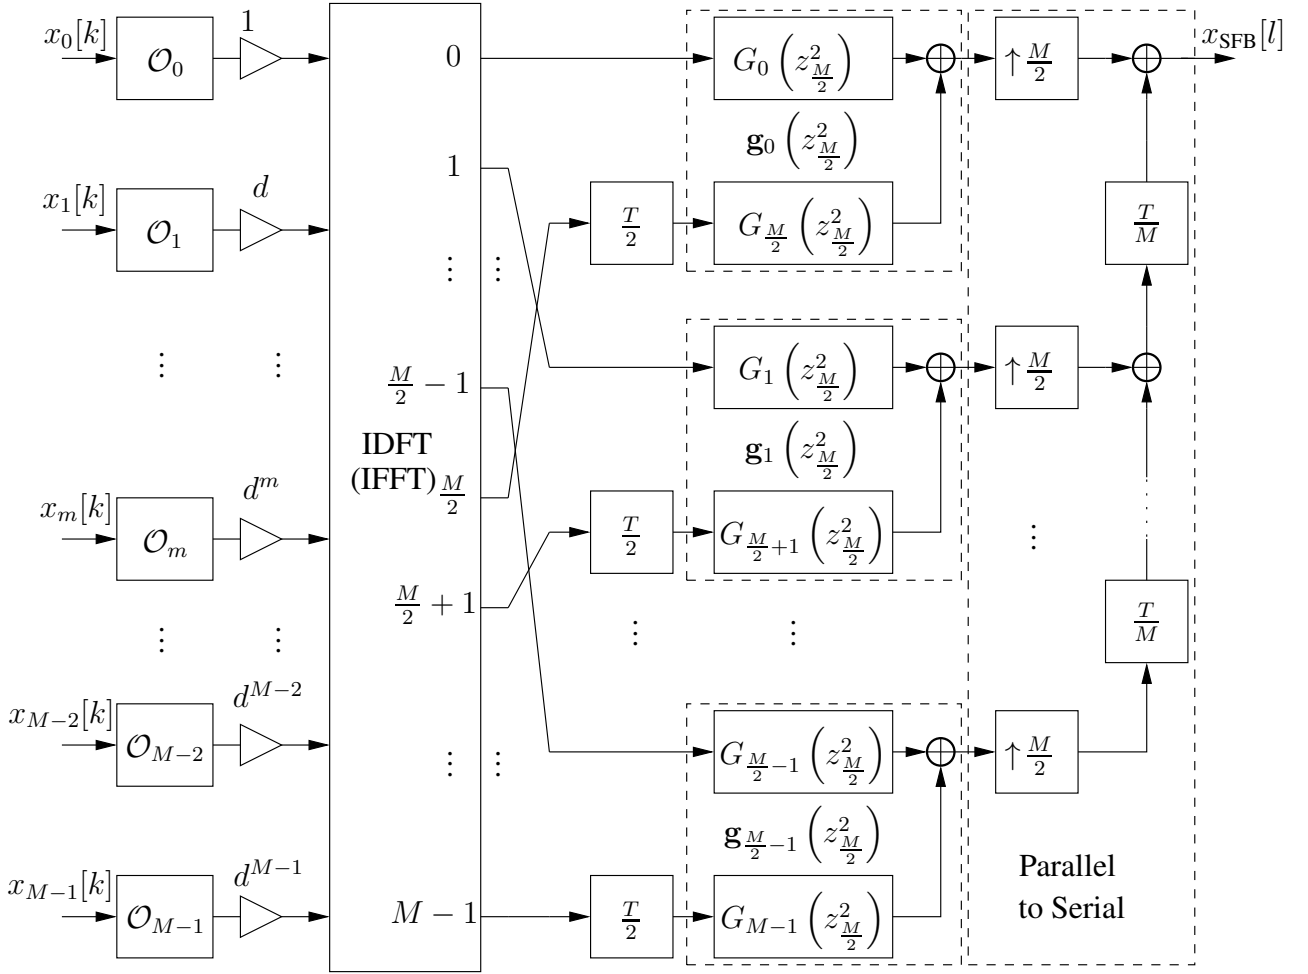 x_0[k] 𝒪_0 1 0 G_0 (z^2_{M/2}) ↑ M/2 x_SFB[l]
g_0 (z^2_{M/2})
x_1[k] 𝒪_1 d 1 T/2 G_{M/2} (z^2_{M/2}) T/M
⋮ ⋮
⋮ ⋮ M/2 − 1 G_1 (z^2_{M/2}) ↑ M/2
IDFT g_1 (z^2_{M/2})
(IFFT) M/2
x_m[k] 𝒪_m d^m T/2 G_{M/2+1} (z^2_{M/2}) ⋮
M/2 + 1 T/M
⋮ ⋮ ⋮ ⋮
x_{M−2}[k] 𝒪_{M−2} d^{M−2} ⋮ ⋮ G_{M/2−1} (z^2_{M/2}) ↑ M/2
g_{M/2−1} (z^2_{M/2})
x_{M−1}[k] 𝒪_{M−1} d^{M−1} M − 1 T/2 G_{M−1} (z^2_{M/2})
Parallel
to Serial